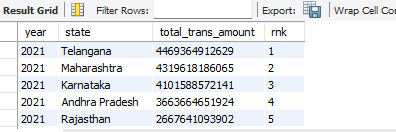 Result Grid Filter Rows: Export: Wrap Cell Con
year state total_trans_amount rnk
2021 Telangana 4469364912629 1
2021 Maharashtra 4319618186065 2
2021 Karnataka 4101588572141 3
2021 Andhra Pradesh 3663664651924 4
2021 Rajasthan 2667641093902 5